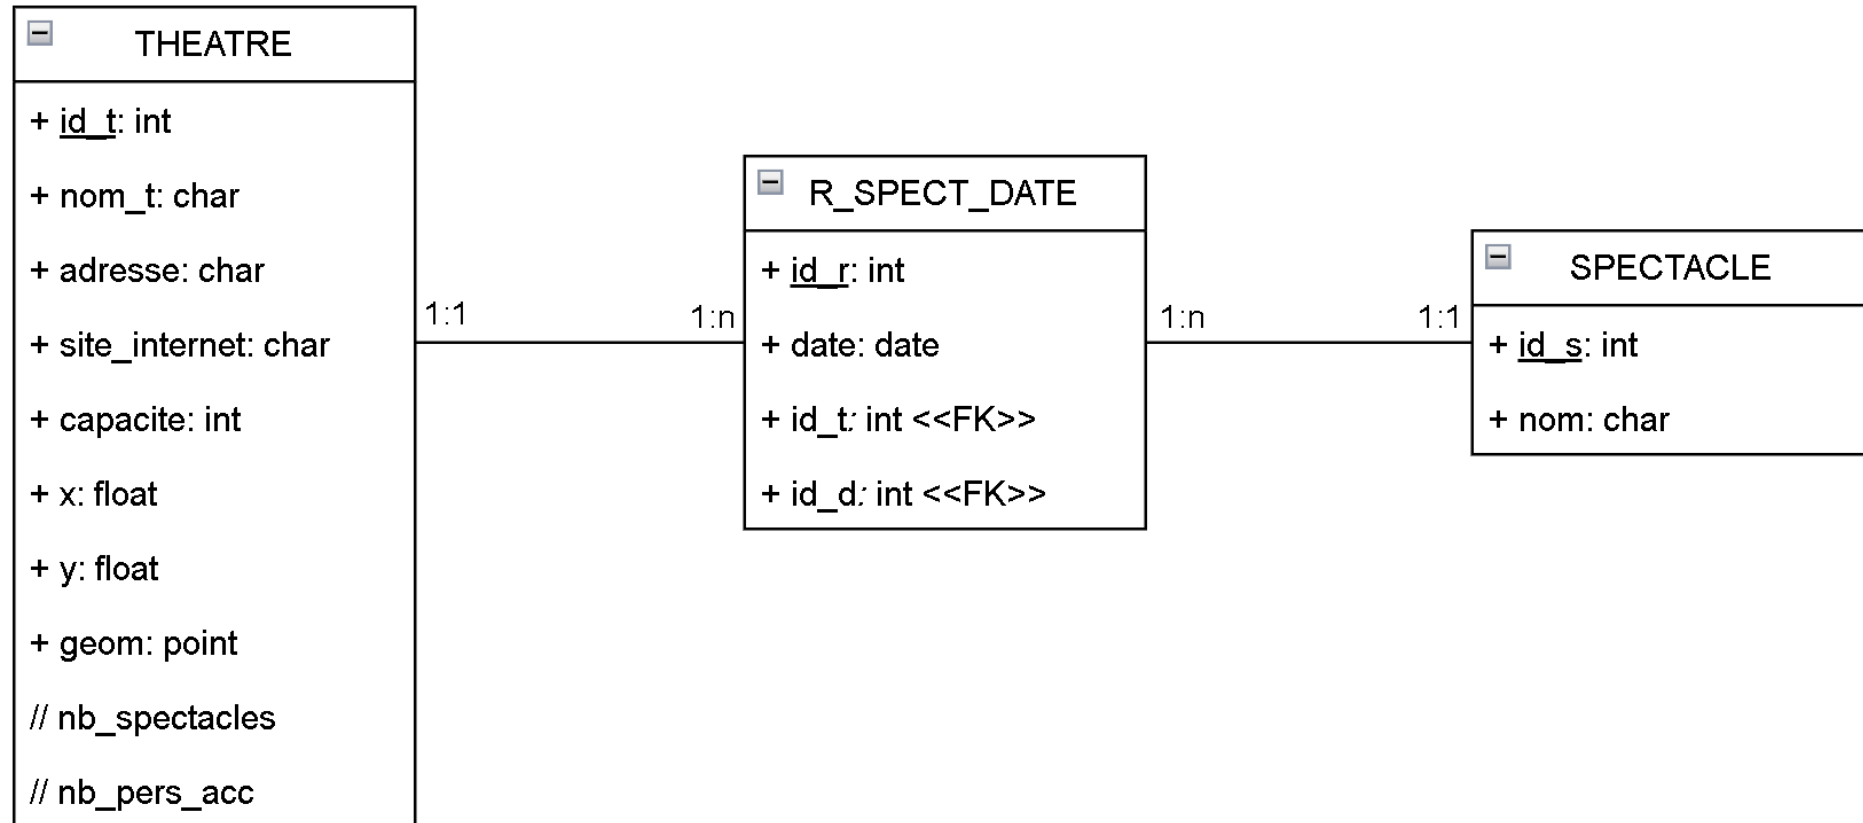 THEATRE
+ id_t: int
+ nom_t: char
+ adresse: char
+ site_internet: char
+ capacite: int
+ x: float
+ y: float
+ geom: point
// nb_spectacles
// nb_pers_acc
1:1
1:n
R_SPECT_DATE
+ id_r: int
+ date: date
+ id_t: int <<FK>>
+ id_d: int <<FK>>
1:n
1:1
SPECTACLE
+ id_s: int
+ nom: char